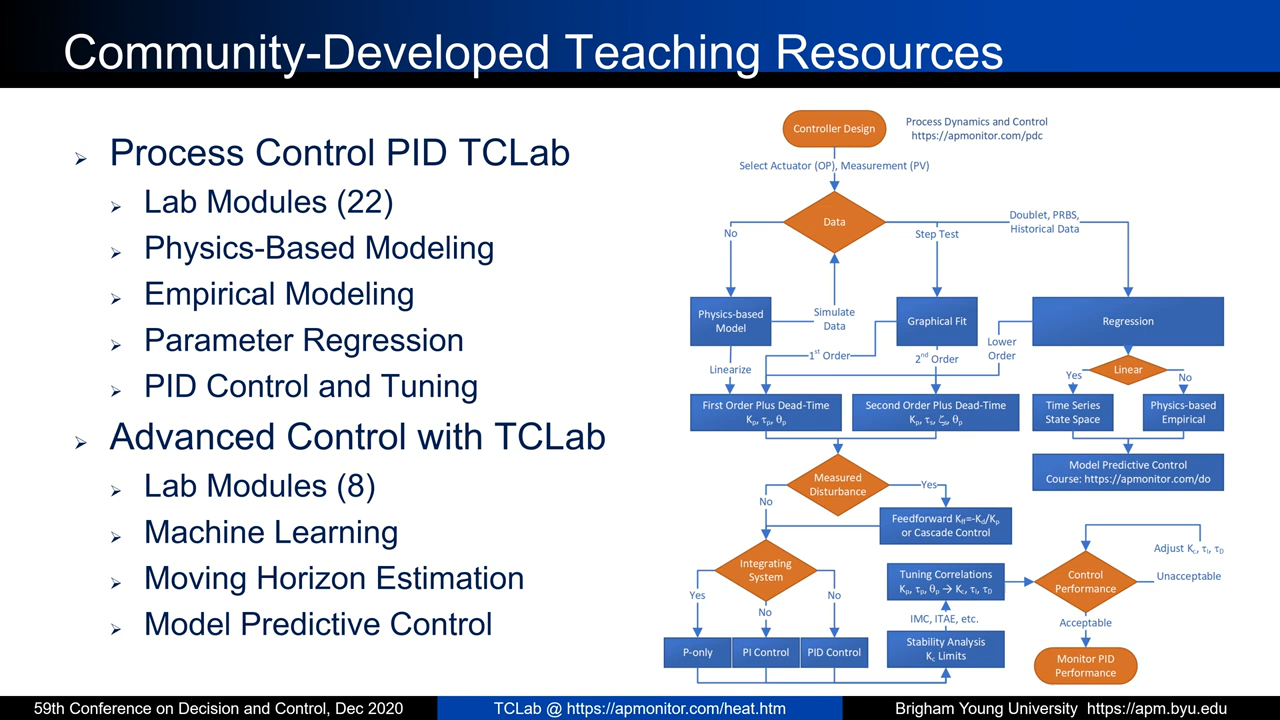 Community-Developed Teaching Resources
Process Control PID TCLab
Lab Modules (22)
Physics-Based Modeling
Empirical Modeling
Parameter Regression
PID Control and Tuning
Advanced Control with TCLab
Lab Modules (8)
Machine Learning
Moving Horizon Estimation
Model Predictive Control
Controller Design
Process Dynamics and Control
https://apmonitor.com/pdc
Select Actuator (OP), Measurement (PV)
Data
No
Step Test
Doublet, PRBS,
Historical Data
Physics-based
Model
Simulate
Data
Graphical Fit
Regression
Linearize
1st Order
2nd Order
Lower
Order
Linear
Yes
No
First Order Plus Dead-Time
Kp, τp, θp
Second Order Plus Dead-Time
Kp, τs, ζs, θp
Time Series
State Space
Physics-based
Empirical
Model Predictive Control
Course: https://apmonitor.com/do
Measured
Disturbance
Yes
No
Feedforward Kff=-Kd/Kp
or Cascade Control
Integrating
System
Yes
No
No
P-only
PI Control
PID Control
Tuning Correlations
Kp, τp, θp → Kc, τI, τD
IMC, ITAE, etc.
Stability Analysis
Kc Limits
Control
Performance
Adjust Kc, τI, τD
Unacceptable
Acceptable
Monitor PID
Performance
59th Conference on Decision and Control, Dec 2020
TCLab @ https://apmonitor.com/heat.htm
Brigham Young University https://apm.byu.edu